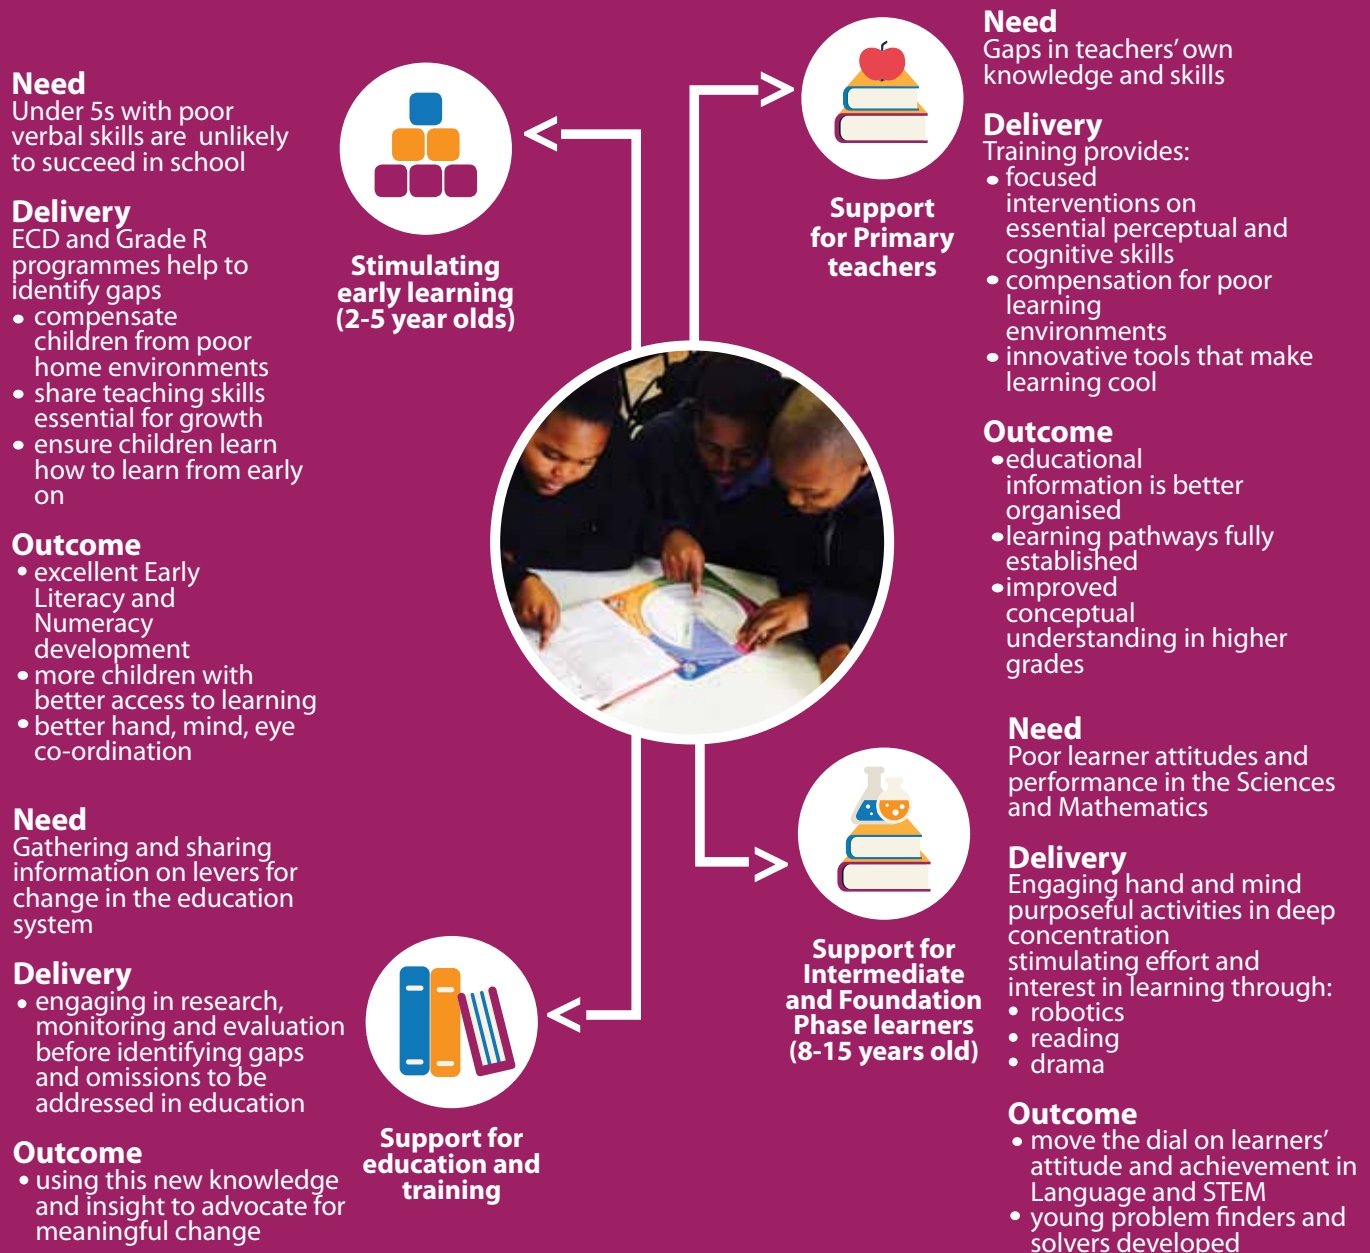 Need
Under 5s with poor
verbal skills are unlikely
to succeed in school
Delivery
ECD and Grade R
programmes help to
identify gaps
• compensate
children from poor
home environments
• share teaching skills
essential for growth
• ensure children learn
how to learn from early
on
Outcome
• excellent Early
Literacy and
Numeracy
development
• more children with
better access to learning
• better hand, mind, eye
co-ordination
Stimulating
early learning
(2-5 year olds)
Support
for Primary
teachers
Need
Gaps in teachers’ own
knowledge and skills
Delivery
Training provides:
• focused
interventions on
essential perceptual and
cognitive skills
• compensation for poor
learning
environments
• innovative tools that make
learning cool
Outcome
•educational
information is better
organised
•learning pathways fully
established
•improved
conceptual
understanding in higher
grades
Need
Gathering and sharing
information on levers for
change in the education
system
Delivery
• engaging in research,
monitoring and evaluation
before identifying gaps
and omissions to be
addressed in education
Outcome
• using this new knowledge
and insight to advocate for
meaningful change
Support for
education and
training
Support for
Intermediate
and Foundation
Phase learners
(8-15 years old)
Need
Poor learner attitudes and
performance in the Sciences
and Mathematics
Delivery
Engaging hand and mind
purposeful activities in deep
concentration
stimulating effort and
interest in learning through:
• robotics
• reading
• drama
Outcome
• move the dial on learners’
attitude and achievement in
Language and STEM
• young problem finders and
solvers developed